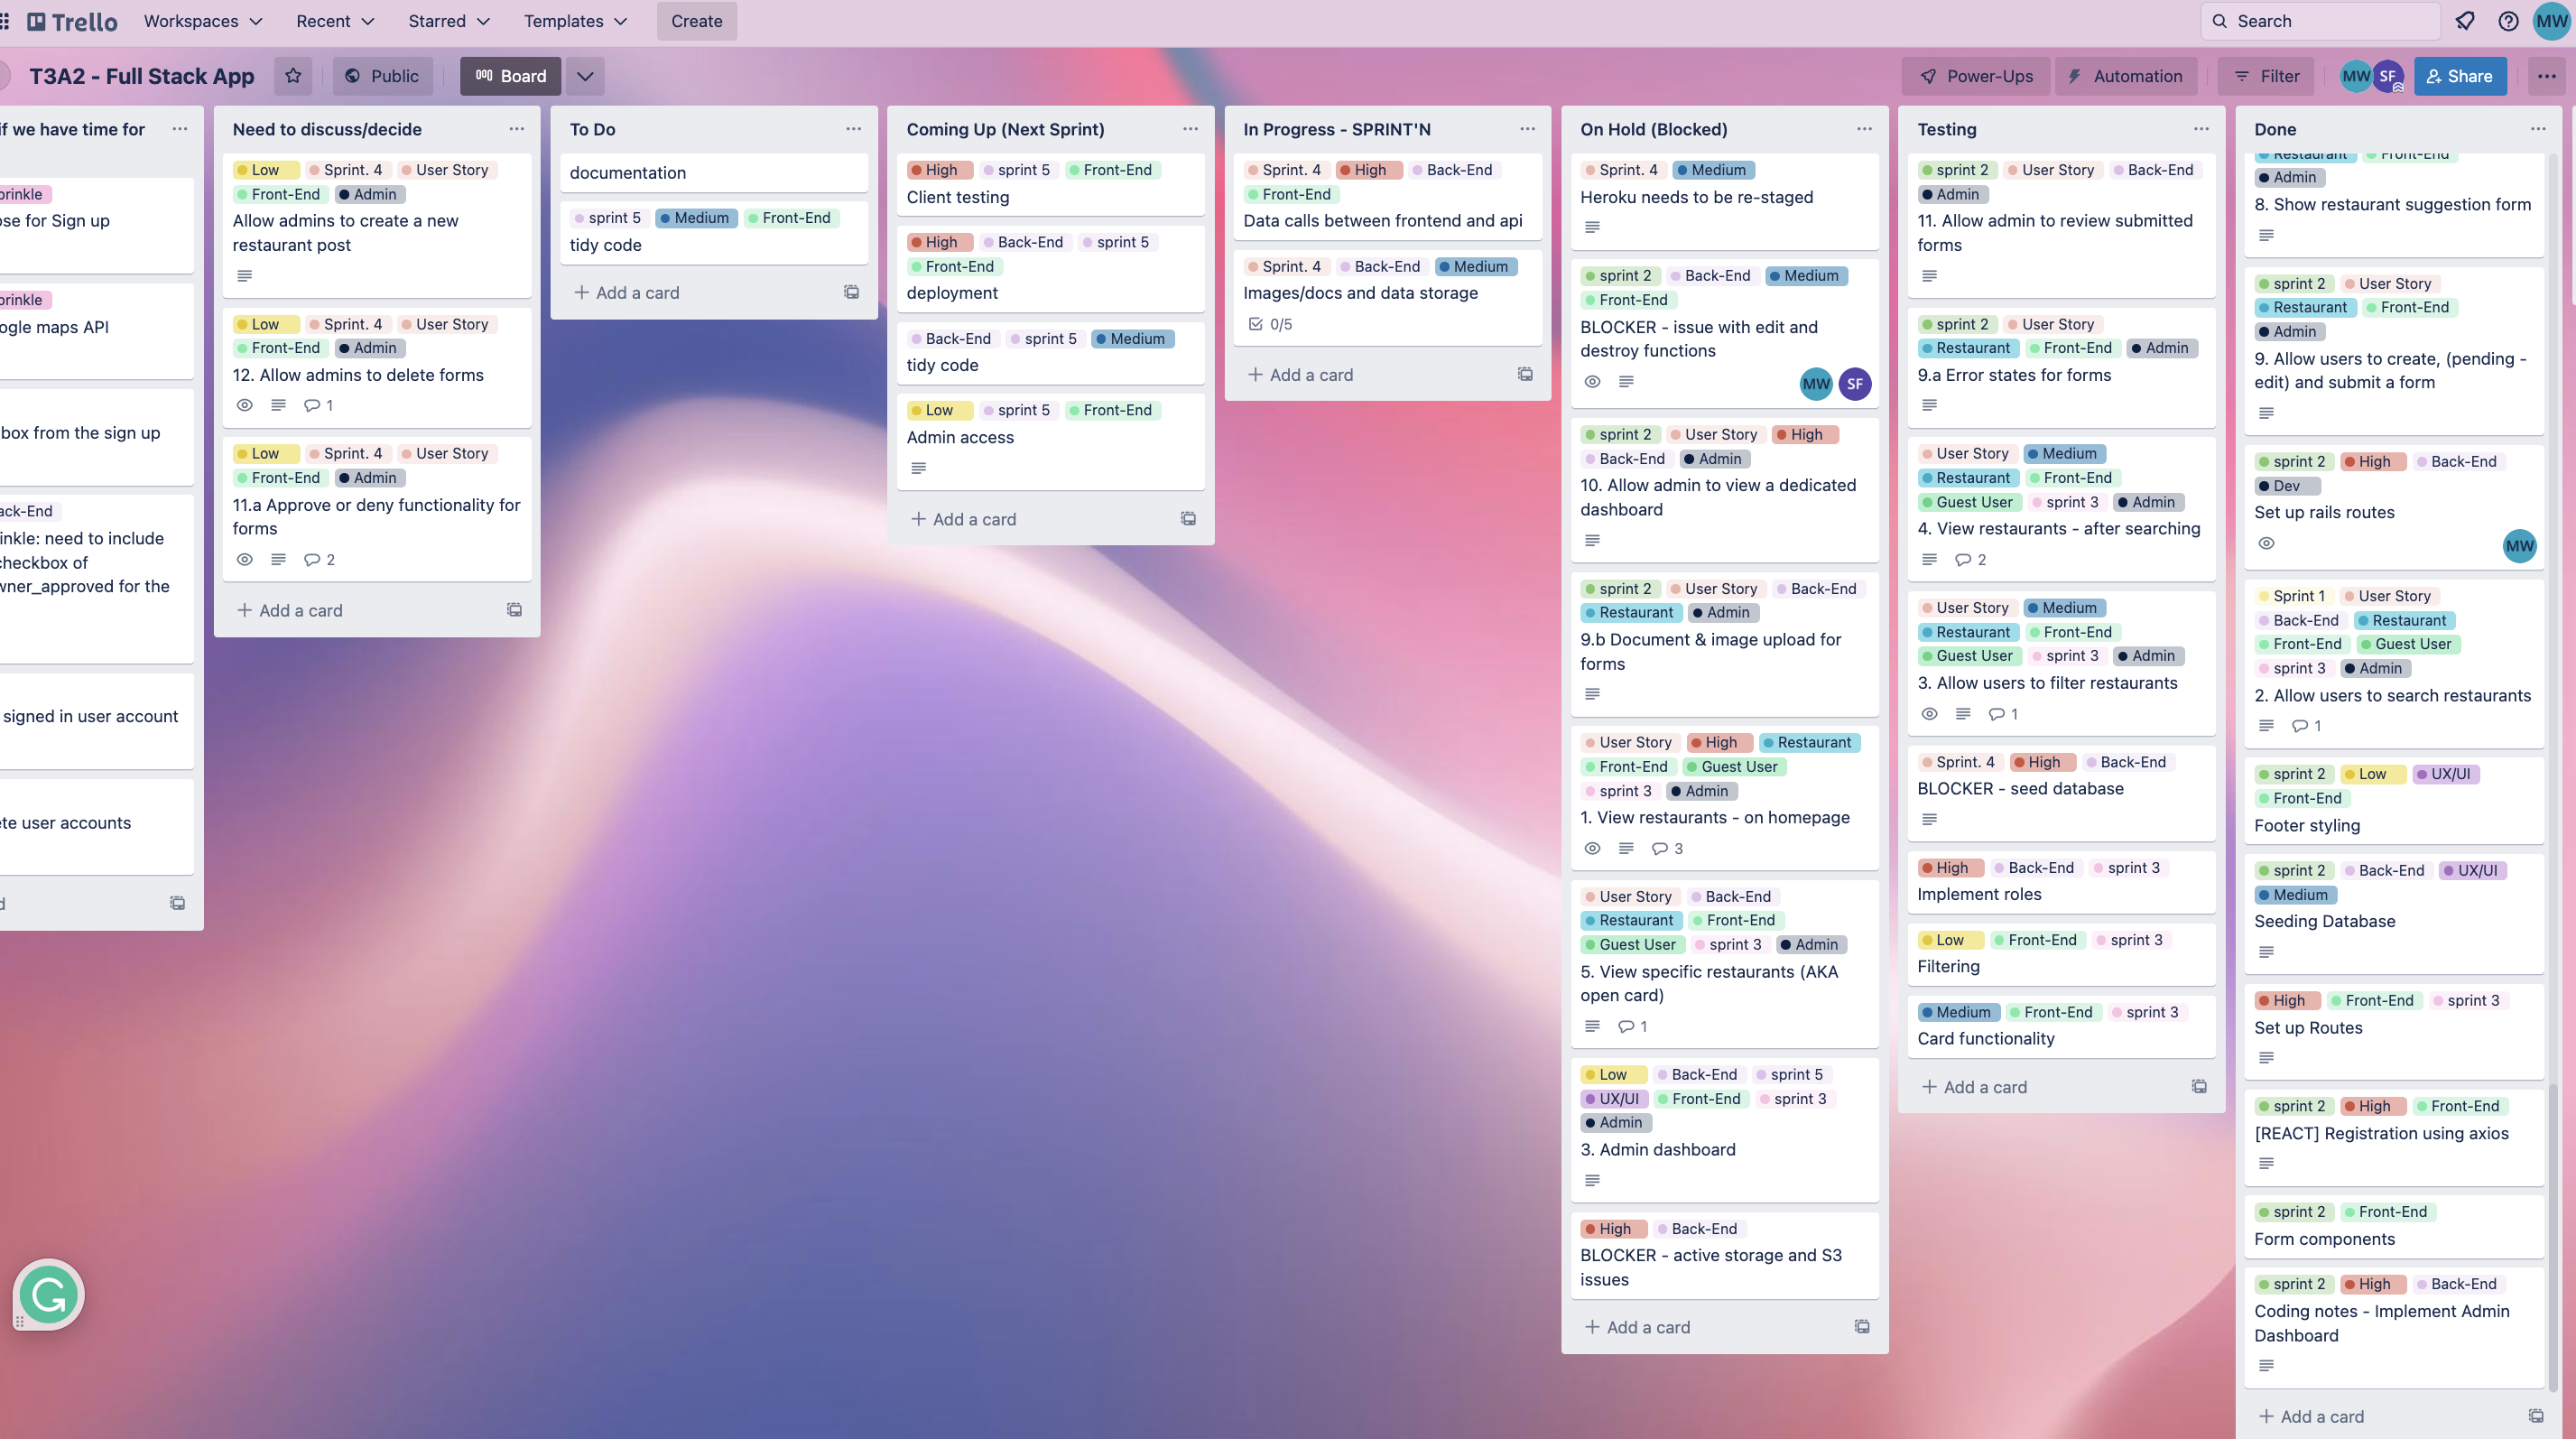 Trello
Workspaces
Recent
Starred
Templates
Create
Search
MW
T3A2 - Full Stack App
Public
Board
Power-Ups
Automation
Filter
MW
SF
Share
if we have time for
ose for Sign up
ogle maps API
box from the sign up
ck-End
inkle: need to include
checkbox of
wner_approved for the
signed in user account
te user accounts
Need to discuss/decide
Low Sprint. 4 User Story
Front-End Admin
Allow admins to create a new
restaurant post
Low Sprint. 4 User Story
Front-End Admin
12. Allow admins to delete forms
1
Low Sprint. 4 User Story
Front-End Admin
11.a Approve or deny functionality for
forms
2
Add a card
To Do
documentation
sprint 5 Medium Front-End
tidy code
Add a card
Coming Up (Next Sprint)
High sprint 5 Front-End
Client testing
High Back-End sprint 5
Front-End
deployment
Back-End sprint 5 Medium
tidy code
Low sprint 5 Front-End
Admin access
Add a card
In Progress - SPRINT'N
Sprint. 4 High Back-End
Front-End
Data calls between frontend and api
Sprint. 4 Back-End Medium
Images/docs and data storage
0/5
Add a card
On Hold (Blocked)
Sprint. 4 Medium
Heroku needs to be re-staged
sprint 2 Back-End Medium
Front-End
BLOCKER - issue with edit and
destroy functions
MW SF
sprint 2 User Story High
Back-End Admin
10. Allow admin to view a dedicated
dashboard
sprint 2 User Story Back-End
Restaurant Admin
9.b Document & image upload for
forms
User Story High Restaurant
Front-End Guest User
sprint 3 Admin
1. View restaurants - on homepage
3
User Story Back-End
Restaurant Front-End
Guest User sprint 3 Admin
5. View specific restaurants (AKA
open card)
1
Low Back-End sprint 5
UX/UI Front-End sprint 3
Admin
3. Admin dashboard
High Back-End
BLOCKER - active storage and S3
issues
Add a card
Testing
sprint 2 User Story Back-End
Admin
11. Allow admin to review submitted
forms
sprint 2 User Story
Restaurant Front-End Admin
9.a Error states for forms
User Story Medium
Restaurant Front-End
Guest User sprint 3 Admin
4. View restaurants - after searching
2
User Story Medium
Restaurant Front-End
Guest User sprint 3 Admin
3. Allow users to filter restaurants
1
Sprint. 4 High Back-End
BLOCKER - seed database
High Back-End sprint 3
Implement roles
Low Front-End sprint 3
Filtering
Medium Front-End sprint 3
Card functionality
Add a card
Done
Restaurant Front-End
Admin
8. Show restaurant suggestion form
sprint 2 User Story
Restaurant Front-End
Admin
9. Allow users to create, (pending -
edit) and submit a form
sprint 2 High Back-End
Dev
Set up rails routes
MW
Sprint 1 User Story
Back-End Restaurant
Front-End Guest User
sprint 3 Admin
2. Allow users to search restaurants
1
sprint 2 Low UX/UI
Front-End
Footer styling
sprint 2 Back-End UX/UI
Medium
Seeding Database
High Front-End sprint 3
Set up Routes
sprint 2 High Front-End
[REACT] Registration using axios
sprint 2 Front-End
Form components
sprint 2 High Back-End
Coding notes - Implement Admin
Dashboard
Add a card